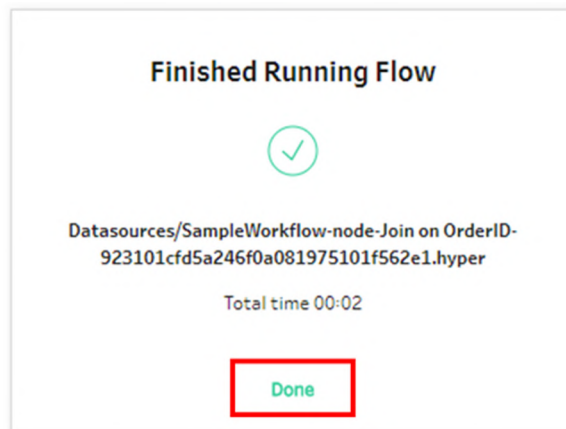 Finished Running Flow
Datasources/SampleWorkflow-node-Join on OrderID-
923101cfd5a246f0a081975101f562e1.hyper
Total time 00:02
Done